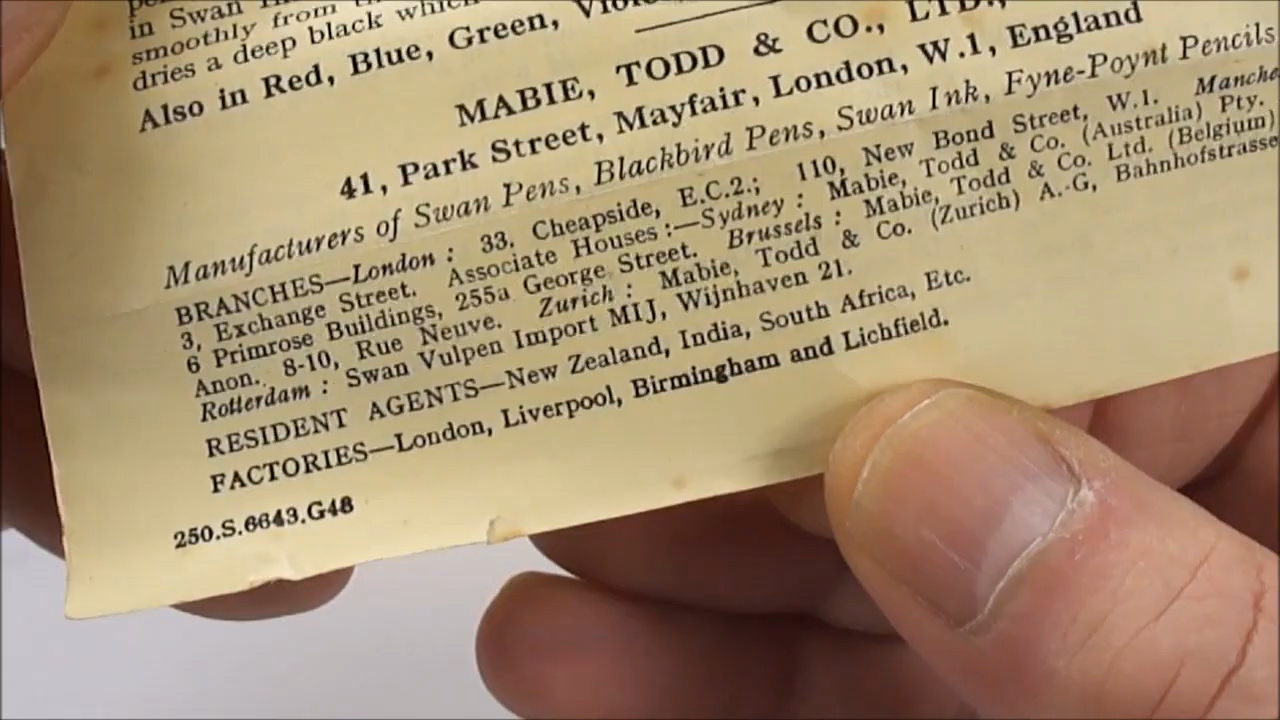 in Swan
smoothly from
dries a deep black which
Also in Red, Blue, Green,
MABIE, TODD & CO., LTD.,
41, Park Street, Mayfair, London, W.1, England
Manufacturers of Swan Pens, Blackbird Pens, Swan Ink, Fyne-Poynt Pencils
BRANCHES—London : 33. Cheapside, E.C.2.; 110, New Bond Street, W.1. Manche
3, Exchange Street. Associate Houses :—Sydney : Mabie, Todd & Co. (Australia) Pty.
6 Primrose Buildings, 255a George Street. Brussels : Mabie, Todd & Co. Ltd. (Belgium)
Anon. 8-10, Rue Neuve. Zurich : Mabie, Todd & Co. (Zurich) A.-G, Bahnhofstrasse
Rotterdam : Swan Vulpen Import MIJ, Wijnhaven 21.
RESIDENT AGENTS—New Zealand, India, South Africa, Etc.
FACTORIES—London, Liverpool, Birmingham and Lichfield.
250.S.6643.G48